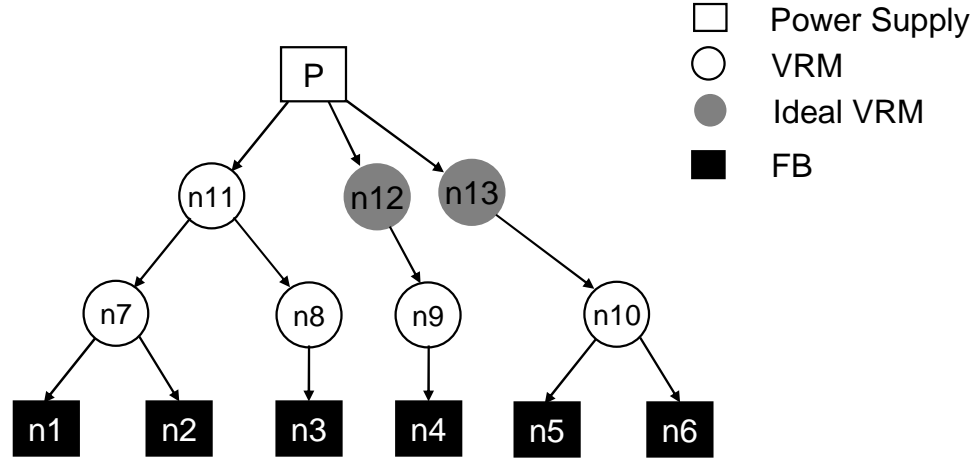 Power Supply
VRM
Ideal VRM
FB
P
n11
n12
n13
n7
n8
n9
n10
n1
n2
n3
n4
n5
n6